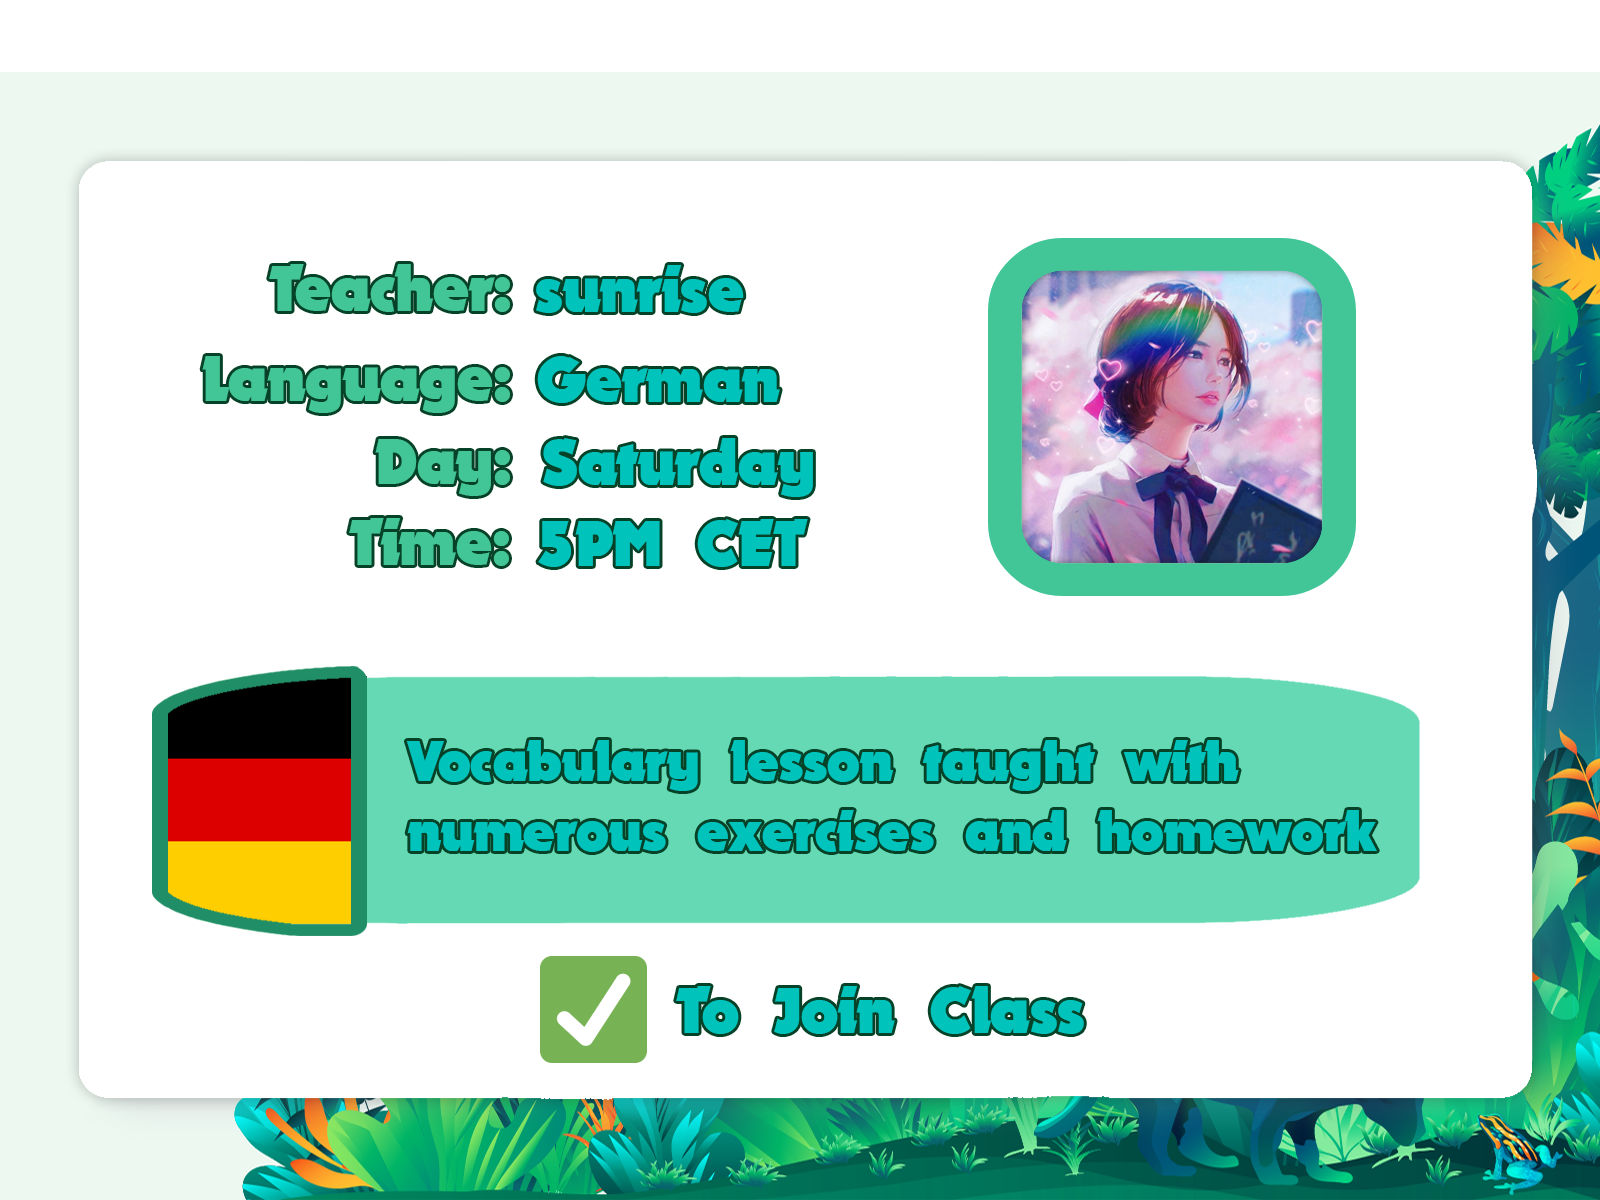 Teacher: sunrise
Language: German
Day: Saturday
Time: 5PM CET
Vocabulary lesson taught with
numerous exercises and homework
To Join Class